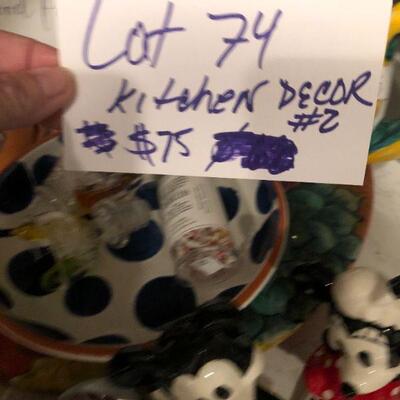 Lot 74
KitcheN DECOR
#2
$ $75